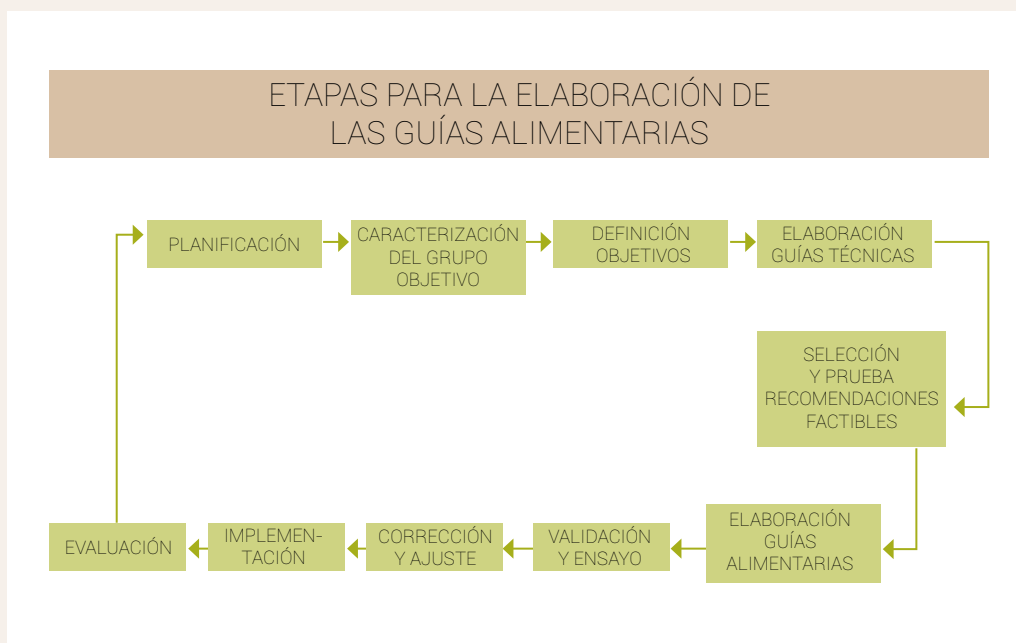 ETAPAS PARA LA ELABORACIÓN DE
LAS GUÍAS ALIMENTARIAS
PLANIFICACIÓN
CARACTERIZACIÓN
DEL GRUPO
OBJETIVO
DEFINICIÓN
OBJETIVOS
ELABORACIÓN
GUÍAS TÉCNICAS
SELECCIÓN
Y PRUEBA
RECOMENDACIONES
FACTIBLES
ELABORACIÓN
GUÍAS
ALIMENTARIAS
VALIDACIÓN
Y ENSAYO
CORRECCIÓN
Y AJUSTE
IMPLEMEN-
TACIÓN
EVALUACIÓN